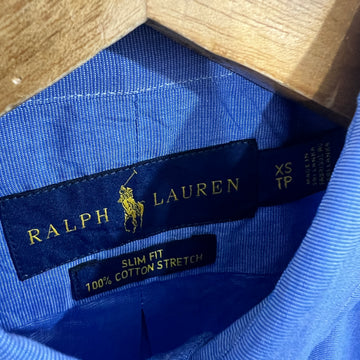 RALPH LAUREN
XS
TP
SLIM FIT
100% COTTON STRETCH